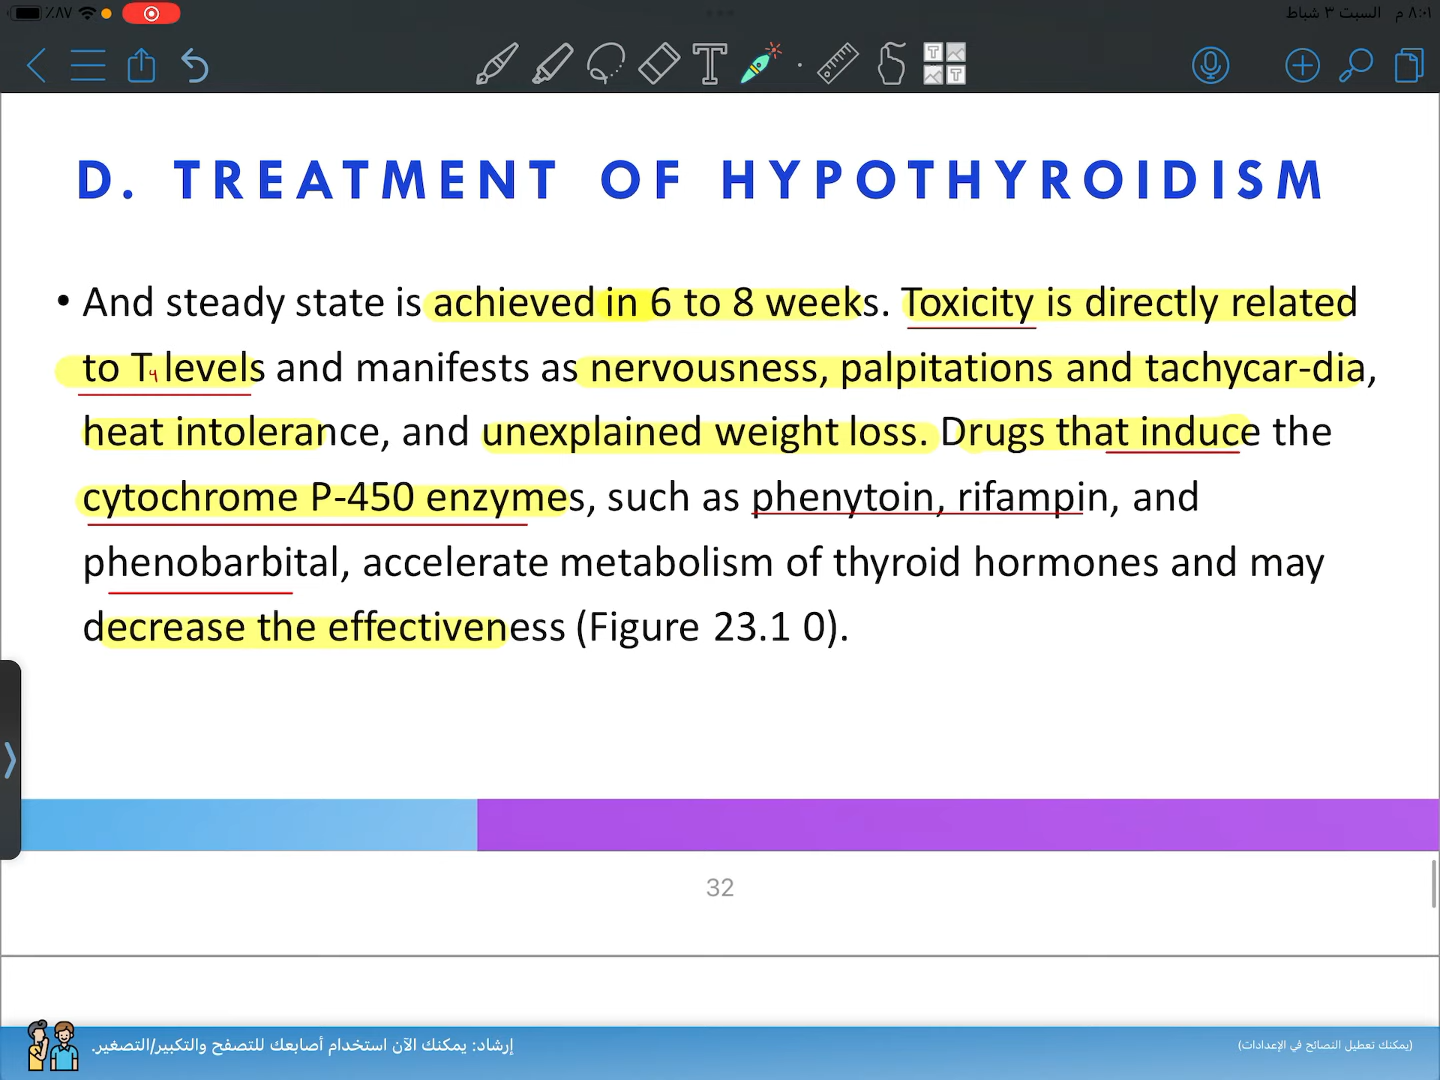 ٪٨٧
٨:٠١ م السبت ٣ شباط
D. TREATMENT OF HYPOTHYROIDISM
• And steady state is achieved in 6 to 8 weeks. Toxicity is directly related
to T4 levels and manifests as nervousness, palpitations and tachycar-dia,
heat intolerance, and unexplained weight loss. Drugs that induce the
cytochrome P-450 enzymes, such as phenytoin, rifampin, and
phenobarbital, accelerate metabolism of thyroid hormones and may
decrease the effectiveness (Figure 23.1 0).
32
إرشاد: يمكنك الآن استخدام أصابعك للتصفح والتكبير/التصغير.
(يمكنك تعطيل النصائح في الإعدادات)